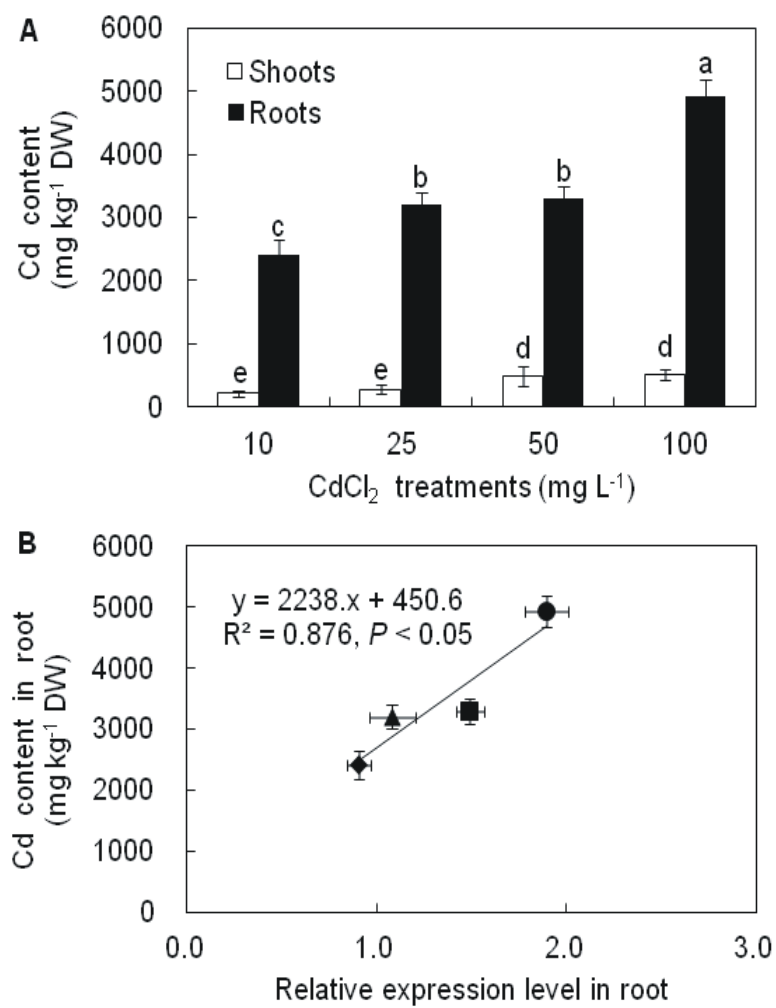 A
6000
5000
4000
3000
2000
1000
0
Cd content
(mg kg⁻¹ DW)
Shoots
Roots
e
c
e
b
d
b
d
a
10
25
50
100
CdCl₂ treatments (mg L⁻¹)
B
6000
5000
4000
3000
2000
1000
0
Cd content in root
(mg kg⁻¹ DW)
y = 2238.x + 450.6
R² = 0.876, P < 0.05
0.0
1.0
2.0
3.0
Relative expression level in root